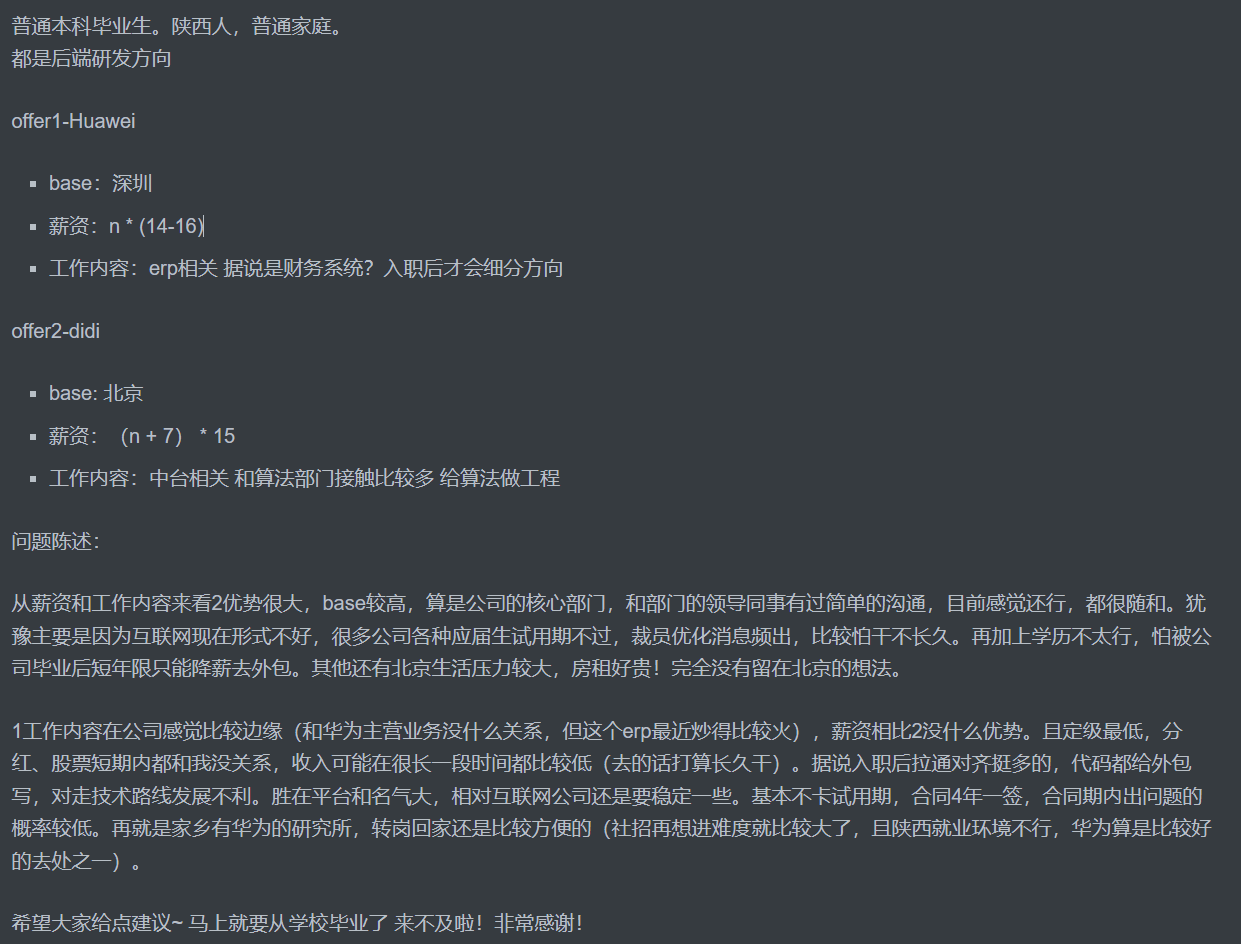 普通本科毕业生。陕西人，普通家庭。
都是后端研发方向
offer1-Huawei
▪ base：深圳
▪ 薪资：n * (14-16)
▪ 工作内容：erp相关 据说是财务系统？入职后才会细分方向
offer2-didi
▪ base: 北京
▪ 薪资：（n + 7） * 15
▪ 工作内容：中台相关 和算法部门接触比较多 给算法做工程
问题陈述：
从薪资和工作内容来看2优势很大，base较高，算是公司的核心部门，和部门的领导同事有过简单的沟通，目前感觉还行，都很随和。犹
豫主要是因为互联网现在形式不好，很多公司各种应届生试用期不过，裁员优化消息频出，比较怕干不长久。再加上学历不太行，怕被公
司毕业后短年限只能降薪去外包。其他还有北京生活压力较大，房租好贵！完全没有留在北京的想法。
1工作内容在公司感觉比较边缘（和华为主营业务没什么关系，但这个erp最近炒得比较火），薪资相比2没什么优势。且定级最低，分
红、股票短期内都和我没关系，收入可能在很长一段时间都比较低（去的话打算长久干）。据说入职后拉通对齐挺多的，代码都给外包
写，对走技术路线发展不利。胜在平台和名气大，相对互联网公司还是要稳定一些。基本不卡试用期，合同4年一签，合同期内出问题的
概率较低。再就是家乡有华为的研究所，转岗回家还是比较方便的（社招再想进难度就比较大了，且陕西就业环境不行，华为算是比较好
的去处之一）。
希望大家给点建议~ 马上就要从学校毕业了 来不及啦！非常感谢！